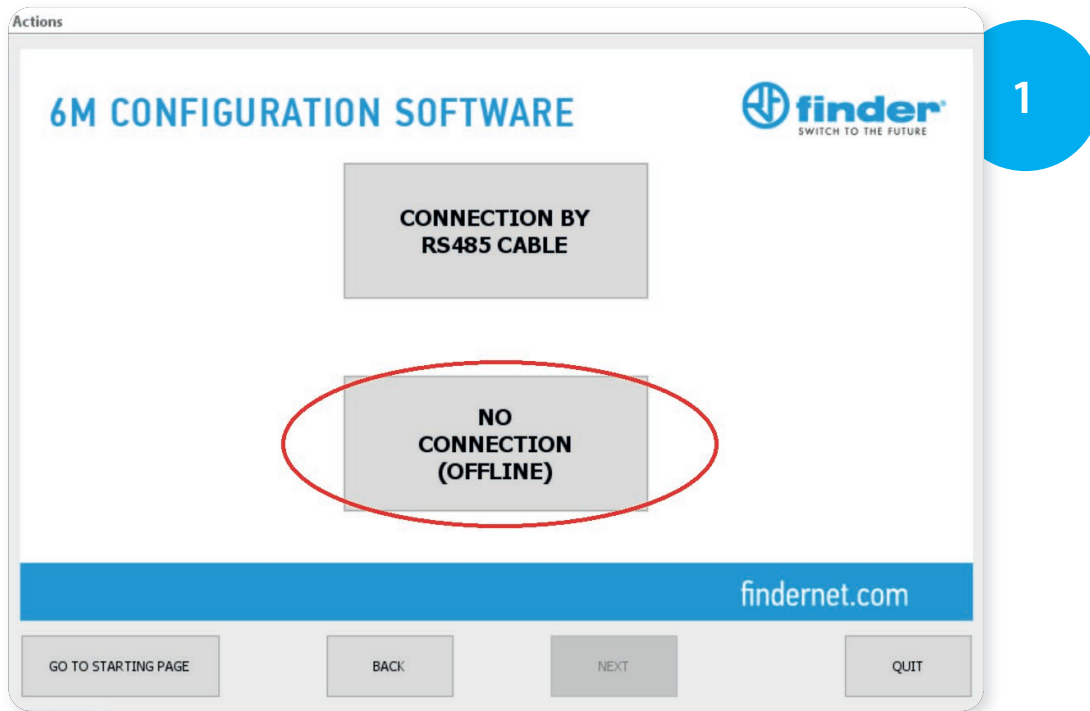 Actions
6M CONFIGURATION SOFTWARE
finder
SWITCH TO THE FUTURE
1
CONNECTION BY
RS485 CABLE
NO
CONNECTION
(OFFLINE)
findernet.com
GO TO STARTING PAGE
BACK
NEXT
QUIT